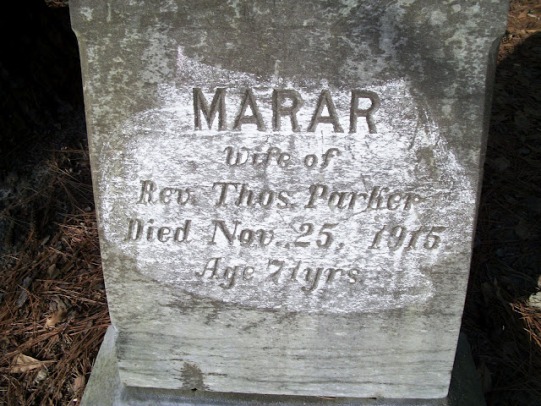 MARAR
Wife of
Rev. Thos. Parker
Died Nov. 25, 1915.
Age 71yrs.